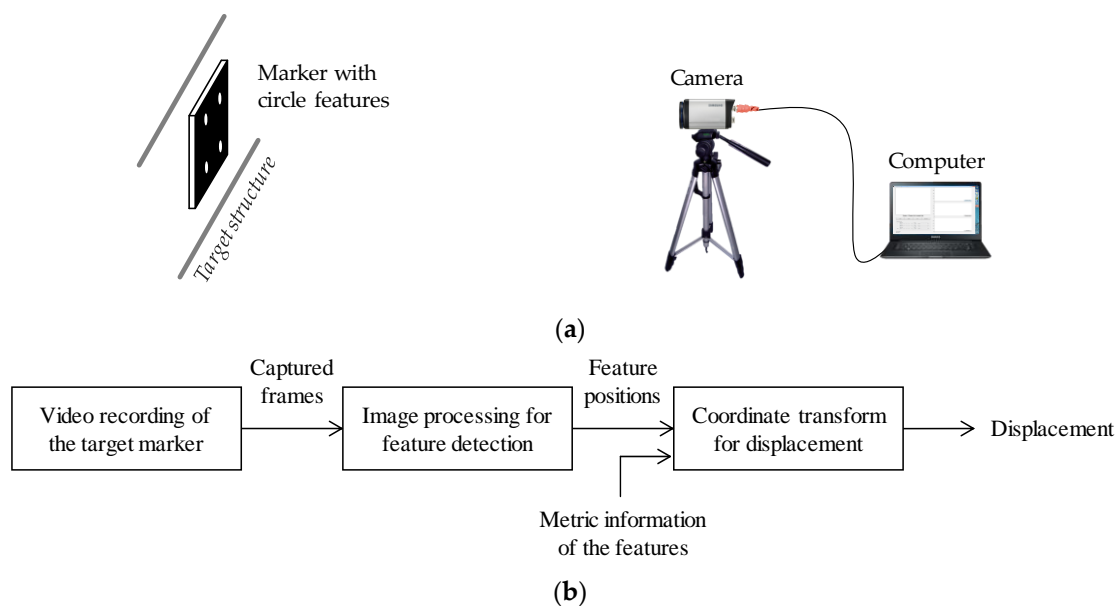 Marker with
circle features
Target structure
Camera
Computer
(a)
Captured
frames
Feature
positions
Video recording of
the target marker
Image processing for
feature detection
Coordinate transform
for displacement
Displacement
Metric information
of the features
(b)